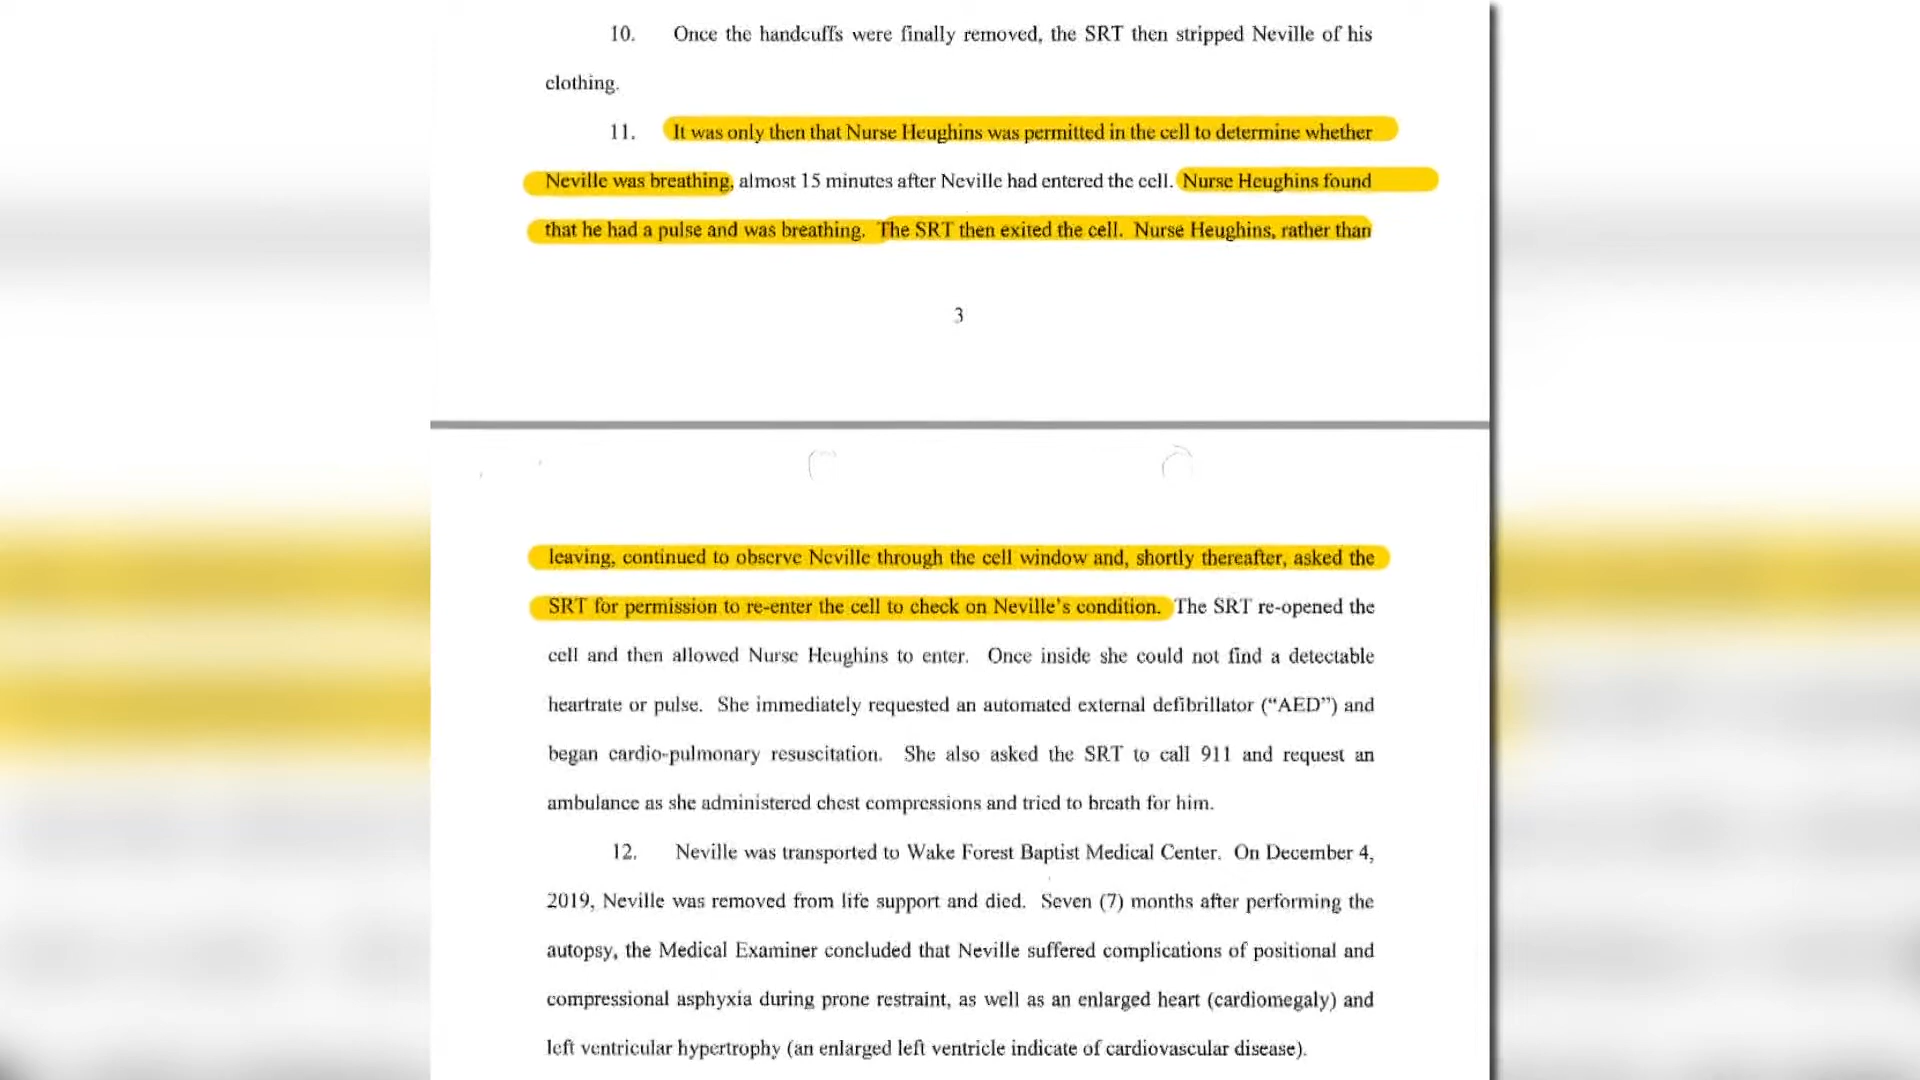 10. Once the handcuffs were finally removed, the SRT then stripped Neville of his
clothing.
11. It was only then that Nurse Heughins was permitted in the cell to determine whether
Neville was breathing, almost 15 minutes after Neville had entered the cell. Nurse Heughins found
that he had a pulse and was breathing. The SRT then exited the cell. Nurse Heughins, rather than
3
leaving, continued to observe Neville through the cell window and, shortly thereafter, asked the
SRT for permission to re-enter the cell to check on Neville's condition. The SRT re-opened the
cell and then allowed Nurse Heughins to enter. Once inside she could not find a detectable
heartrate or pulse. She immediately requested an automated external defibrillator (“AED”) and
began cardio-pulmonary resuscitation. She also asked the SRT to call 911 and request an
ambulance as she administered chest compressions and tried to breath for him.
12. Neville was transported to Wake Forest Baptist Medical Center. On December 4,
2019, Neville was removed from life support and died. Seven (7) months after performing the
autopsy, the Medical Examiner concluded that Neville suffered complications of positional and
compressional asphyxia during prone restraint, as well as an enlarged heart (cardiomegaly) and
left ventricular hypertrophy (an enlarged left ventricle indicate of cardiovascular disease).